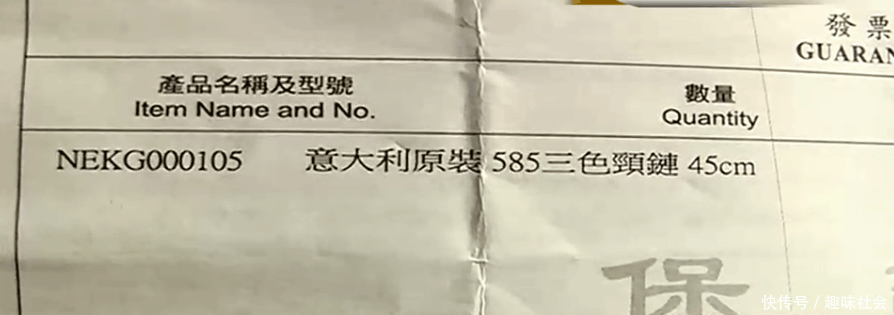 發票
GUARAN
產品名稱及型號
Item Name and No.
數量
Quantity
NEKG000105 意大利原裝 585三色頸鏈 45cm
保
快传号 / 趣味社会